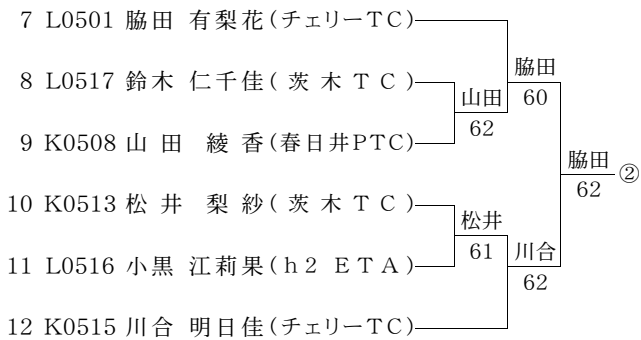 7 L0501 脇田 有梨花(チェリーTC)
脇田
8 L0517 鈴木 仁千佳(茨木TC)
山田
60
62
9 K0508 山田 綾香(春日井PTC)
脇田
②
62
10 K0513 松井 梨紗(茨木TC)
松井
61
川合
11 L0516 小黒 江莉果(h2 ETA)
62
12 K0515 川合 明日佳(チェリーTC)